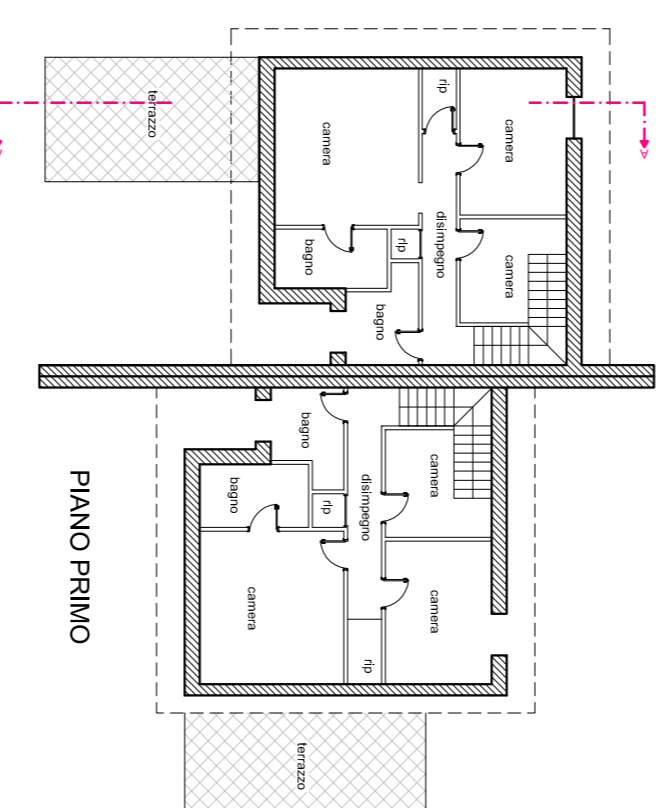 terrazzo
camera
rip
camera
disimpegno
camera
rip
bagno
bagno
A
A
bagno
disimpegno
camera
rip
bagno
camera
camera
rip
terrazzo
PIANO PRIMO